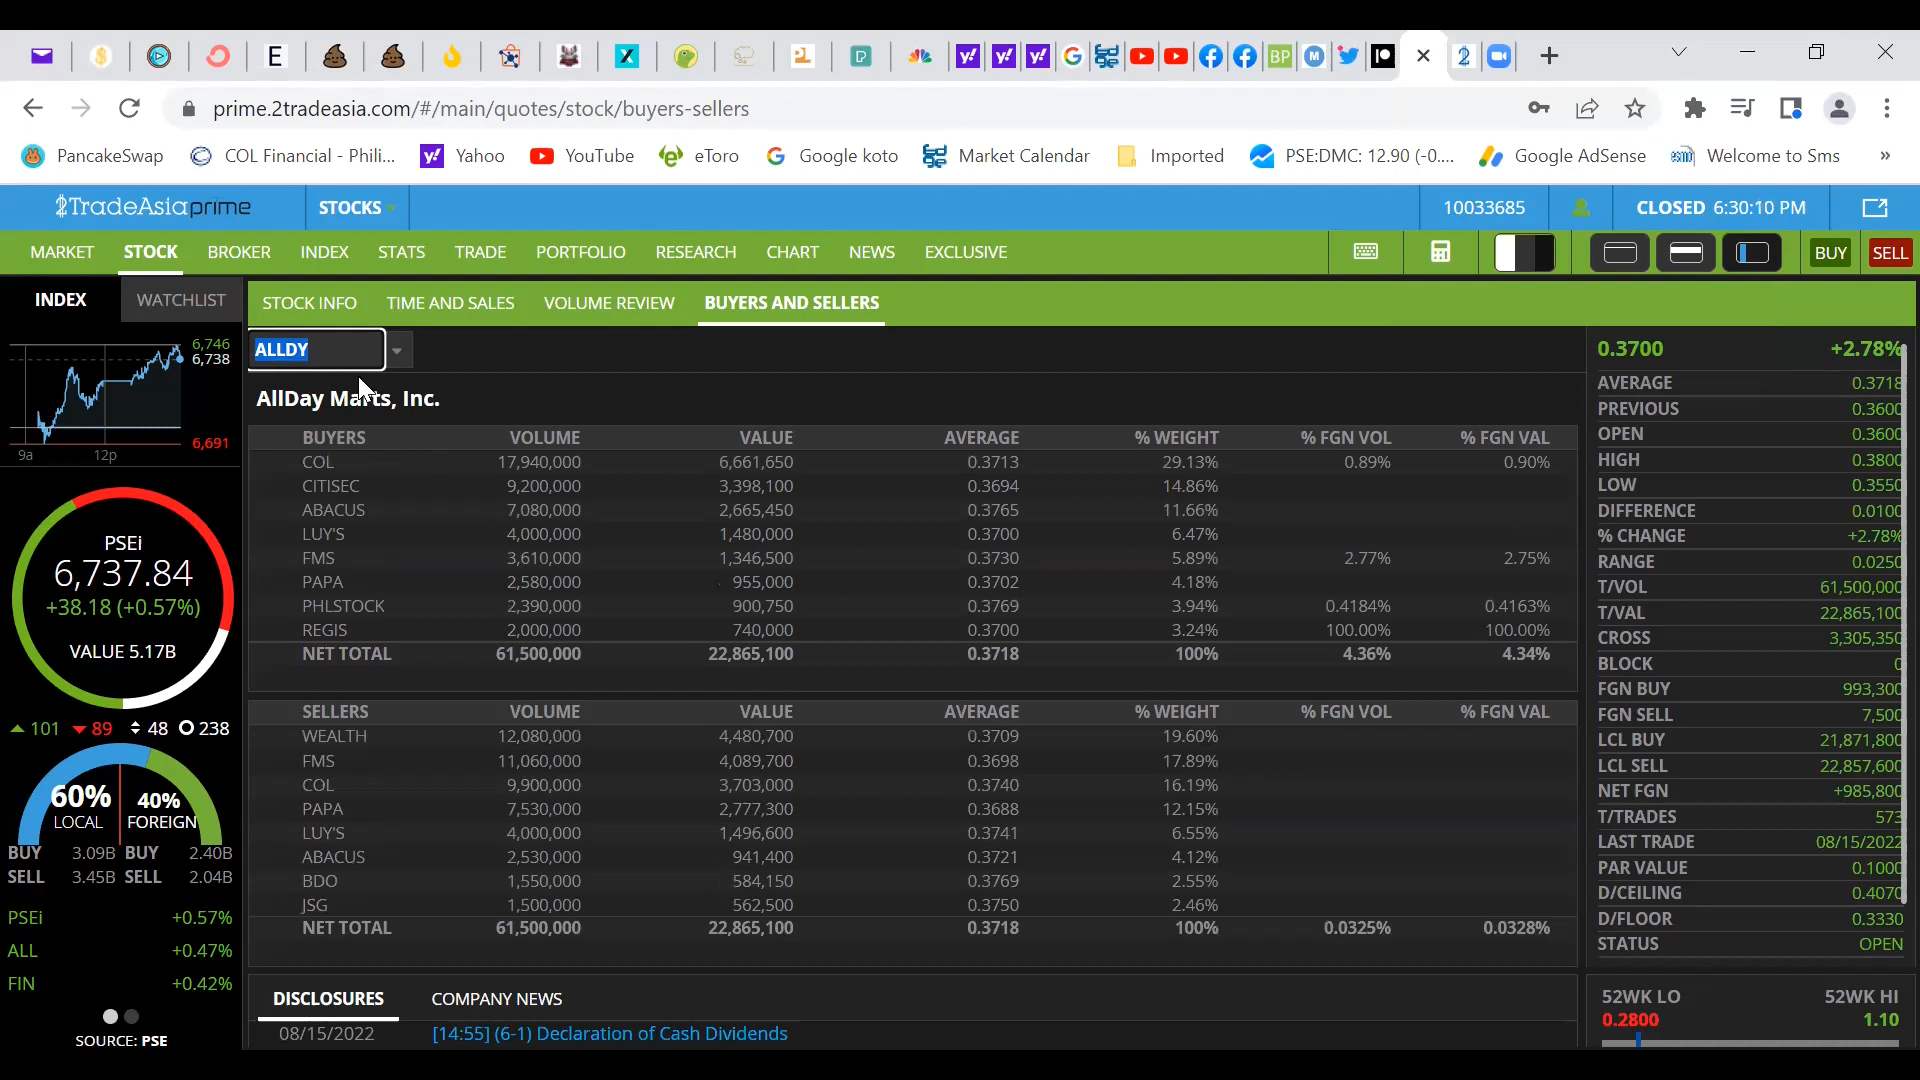 prime.2tradeasia.com/#/main/quotes/stock/buyers-sellers
PancakeSwap COL Financial - Phili... Yahoo YouTube eToro Google koto Market Calendar Imported PSE:DMC: 12.90 (-0.... Google AdSense Welcome to Sms »
2TradeAsiaprime STOCKS 10033685 CLOSED 6:30:10 PM
MARKET STOCK BROKER INDEX STATS TRADE PORTFOLIO RESEARCH CHART NEWS EXCLUSIVE BUY SELL
INDEX WATCHLIST
6,746
6,738
6,691
9a 12p
PSEi
6,737.84
+38.18 (+0.57%)
VALUE 5.17B
101 89 48 238
60% LOCAL 40% FOREIGN
BUY 3.09B BUY 2.40B
SELL 3.45B SELL 2.04B
PSEi +0.57%
ALL +0.47%
FIN +0.42%
SOURCE: PSE
STOCK INFO TIME AND SALES VOLUME REVIEW BUYERS AND SELLERS
ALLDY
AllDay Marts, Inc.
BUYERS VOLUME VALUE AVERAGE % WEIGHT % FGN VOL % FGN VAL
COL 17,940,000 6,661,650 0.3713 29.13% 0.89% 0.90%
CITISEC 9,200,000 3,398,100 0.3694 14.86%
ABACUS 7,080,000 2,665,450 0.3765 11.66%
LUY'S 4,000,000 1,480,000 0.3700 6.47%
FMS 3,610,000 1,346,500 0.3730 5.89% 2.77% 2.75%
PAPA 2,580,000 955,000 0.3702 4.18%
PHLSTOCK 2,390,000 900,750 0.3769 3.94% 0.4184% 0.4163%
REGIS 2,000,000 740,000 0.3700 3.24% 100.00% 100.00%
NET TOTAL 61,500,000 22,865,100 0.3718 100% 4.36% 4.34%
SELLERS VOLUME VALUE AVERAGE % WEIGHT % FGN VOL % FGN VAL
WEALTH 12,080,000 4,480,700 0.3709 19.60%
FMS 11,060,000 4,089,700 0.3698 17.89%
COL 9,900,000 3,703,000 0.3740 16.19%
PAPA 7,530,000 2,777,300 0.3688 12.15%
LUY'S 4,000,000 1,496,600 0.3741 6.55%
ABACUS 2,530,000 941,400 0.3721 4.12%
BDO 1,550,000 584,150 0.3769 2.55%
JSG 1,500,000 562,500 0.3750 2.46%
NET TOTAL 61,500,000 22,865,100 0.3718 100% 0.0325% 0.0328%
DISCLOSURES COMPANY NEWS
08/15/2022 [14:55] (6-1) Declaration of Cash Dividends
0.3700 +2.78%
AVERAGE 0.3718
PREVIOUS 0.3600
OPEN 0.3600
HIGH 0.3800
LOW 0.3550
DIFFERENCE 0.0100
% CHANGE +2.78%
RANGE 0.0250
T/VOL 61,500,000
T/VAL 22,865,100
CROSS 3,305,350
BLOCK 0
FGN BUY 993,300
FGN SELL 7,500
LCL BUY 21,871,800
LCL SELL 22,857,600
NET FGN +985,800
T/TRADES 573
LAST TRADE 08/15/2022
PAR VALUE 0.1000
D/CEILING 0.4070
D/FLOOR 0.3330
STATUS OPEN
52WK LO 52WK HI
0.2800 1.10